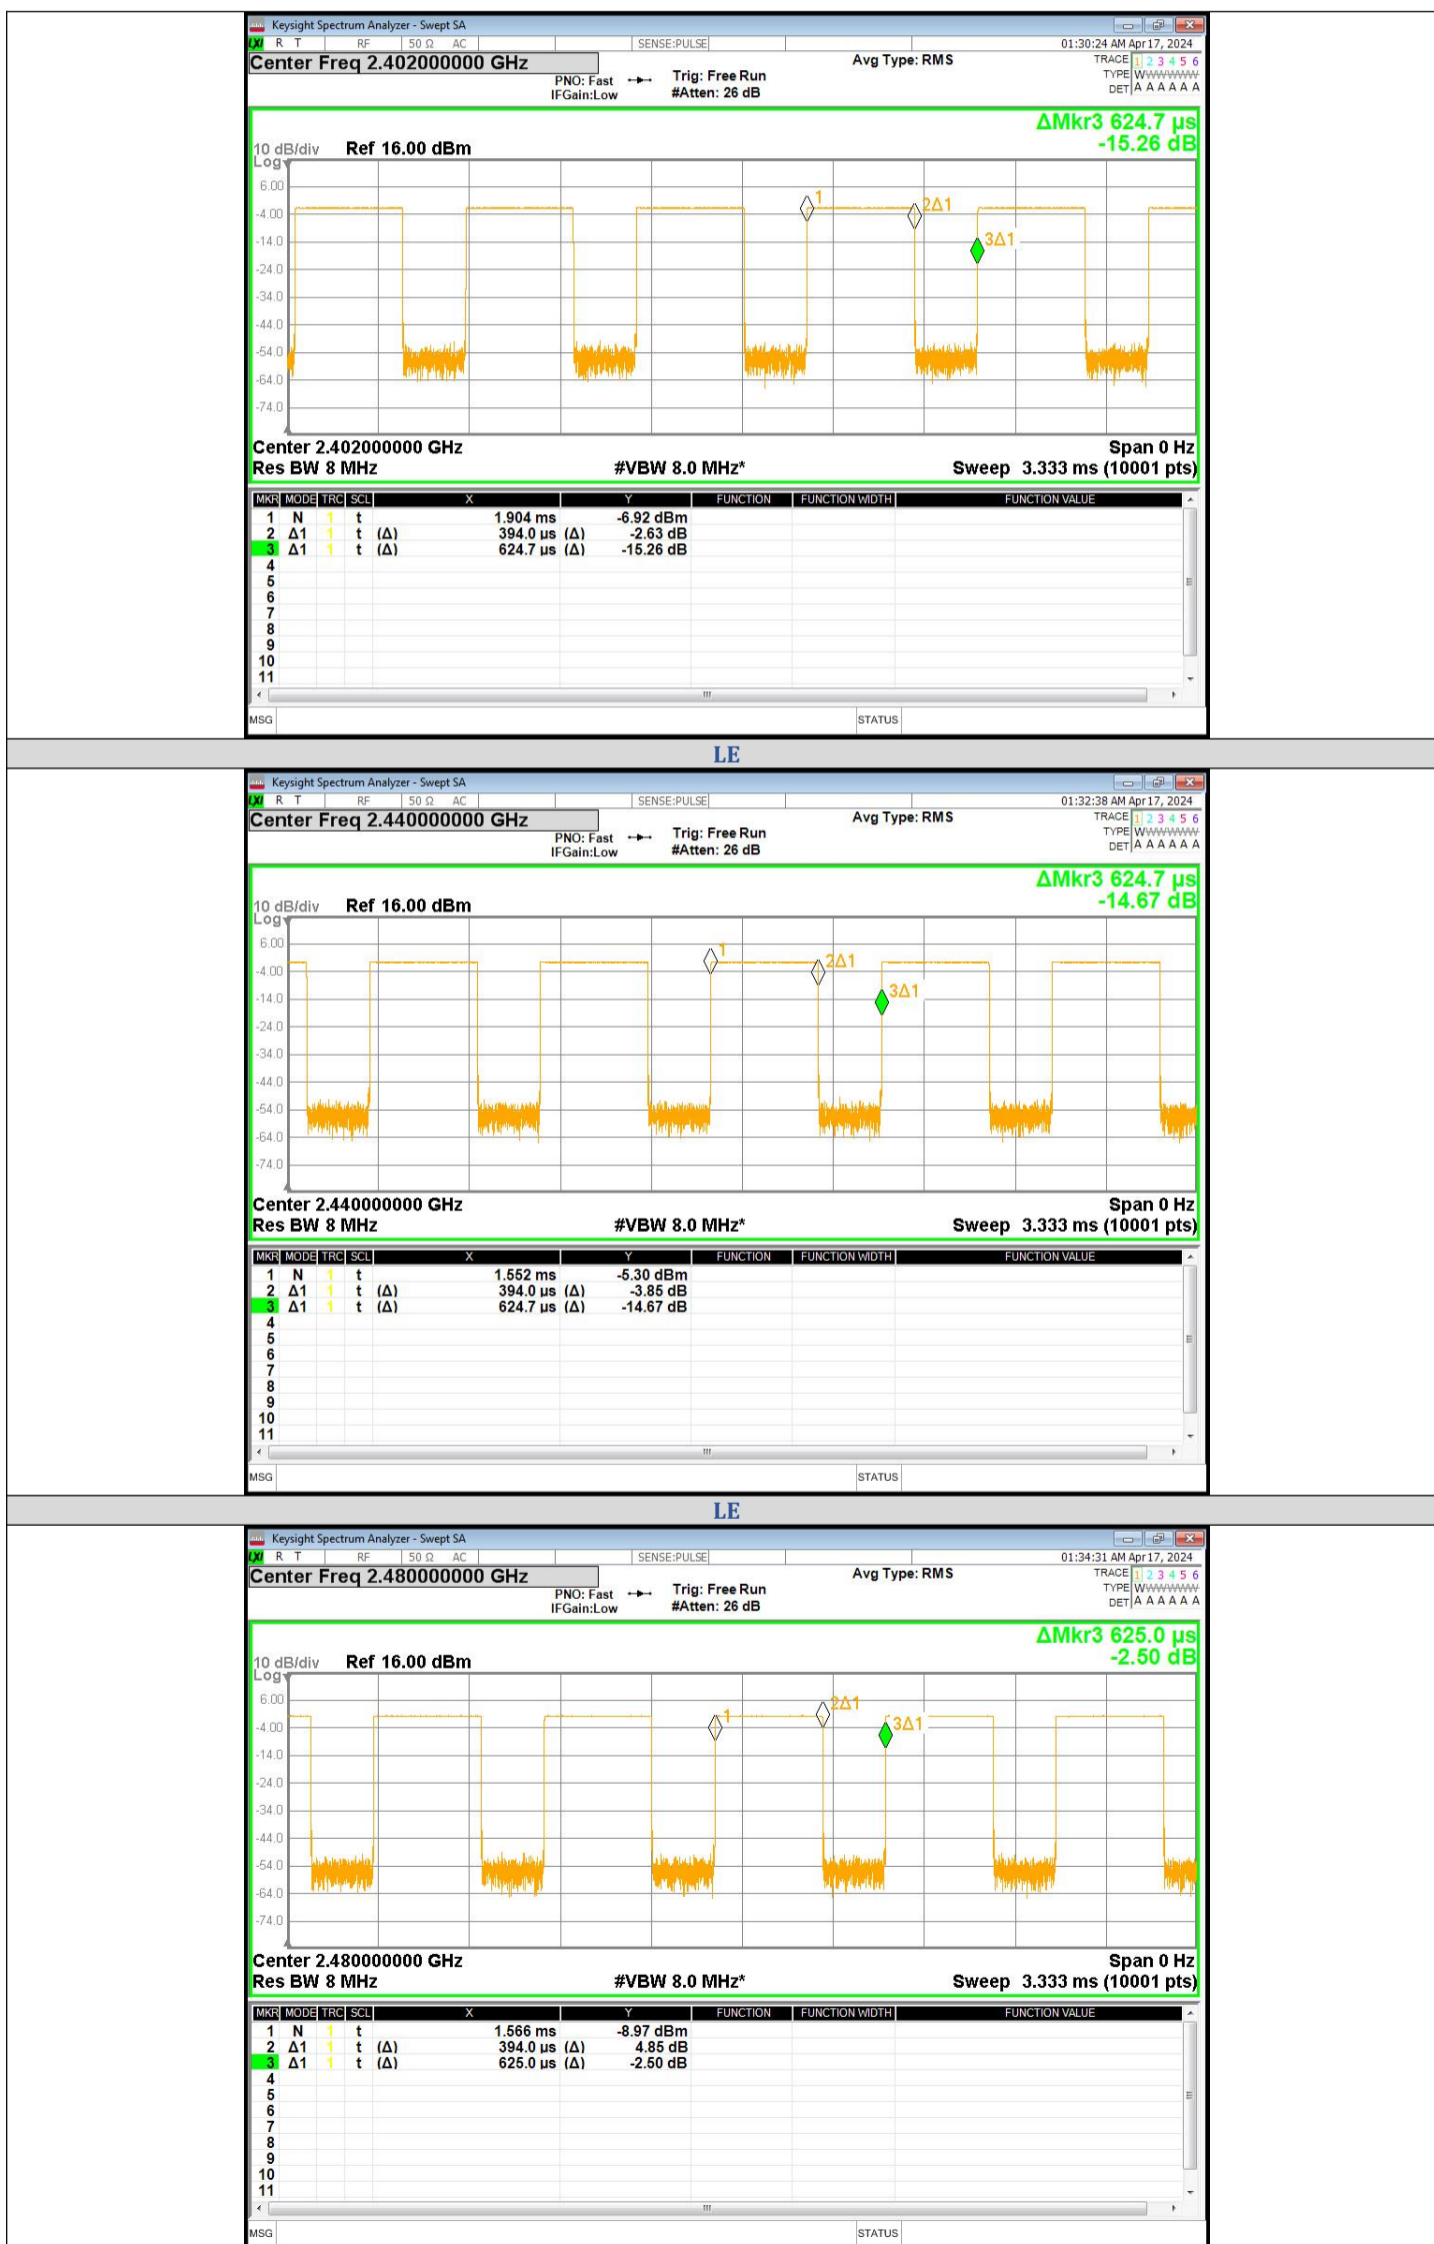 Keysight Spectrum Analyzer - Swept SA
LXI R T RF 50 Ω AC SENSE:PULSE 01:30:24 AM Apr 17, 2024
Center Freq 2.402000000 GHz Avg Type: RMS TRACE 1 2 3 4 5 6
PNO: Fast Trig: Free Run TYPE WWWWWWW
IFGain:Low #Atten: 26 dB DET A A A A A A
ΔMkr3 624.7 µs
10 dB/div Ref 16.00 dBm -15.26 dB
Log
6.00
-4.00
-14.0
-24.0
-34.0
-44.0
-54.0
-64.0
-74.0
1
2Δ1
3Δ1
Center 2.402000000 GHz Span 0 Hz
Res BW 8 MHz #VBW 8.0 MHz* Sweep 3.333 ms (10001 pts)
MKR MODE TRC SCL X Y FUNCTION FUNCTION WIDTH FUNCTION VALUE
1 N 1 t 1.904 ms -6.92 dBm
2 Δ1 1 t (Δ) 394.0 µs (Δ) -2.63 dB
3 Δ1 1 t (Δ) 624.7 µs (Δ) -15.26 dB
4
5
6
7
8
9
10
11
MSG STATUS
LE
Keysight Spectrum Analyzer - Swept SA
LXI R T RF 50 Ω AC SENSE:PULSE 01:32:38 AM Apr 17, 2024
Center Freq 2.440000000 GHz Avg Type: RMS TRACE 1 2 3 4 5 6
PNO: Fast Trig: Free Run TYPE WWWWWWW
IFGain:Low #Atten: 26 dB DET A A A A A A
ΔMkr3 624.7 µs
10 dB/div Ref 16.00 dBm -14.67 dB
Log
6.00
-4.00
-14.0
-24.0
-34.0
-44.0
-54.0
-64.0
-74.0
1
2Δ1
3Δ1
Center 2.440000000 GHz Span 0 Hz
Res BW 8 MHz #VBW 8.0 MHz* Sweep 3.333 ms (10001 pts)
MKR MODE TRC SCL X Y FUNCTION FUNCTION WIDTH FUNCTION VALUE
1 N 1 t 1.552 ms -5.30 dBm
2 Δ1 1 t (Δ) 394.0 µs (Δ) -3.85 dB
3 Δ1 1 t (Δ) 624.7 µs (Δ) -14.67 dB
4
5
6
7
8
9
10
11
MSG STATUS
LE
Keysight Spectrum Analyzer - Swept SA
LXI R T RF 50 Ω AC SENSE:PULSE 01:34:31 AM Apr 17, 2024
Center Freq 2.480000000 GHz Avg Type: RMS TRACE 1 2 3 4 5 6
PNO: Fast Trig: Free Run TYPE WWWWWWW
IFGain:Low #Atten: 26 dB DET A A A A A A
ΔMkr3 625.0 µs
10 dB/div Ref 16.00 dBm -2.50 dB
Log
6.00
-4.00
-14.0
-24.0
-34.0
-44.0
-54.0
-64.0
-74.0
1
2Δ1
3Δ1
Center 2.480000000 GHz Span 0 Hz
Res BW 8 MHz #VBW 8.0 MHz* Sweep 3.333 ms (10001 pts)
MKR MODE TRC SCL X Y FUNCTION FUNCTION WIDTH FUNCTION VALUE
1 N 1 t 1.566 ms -8.97 dBm
2 Δ1 1 t (Δ) 394.0 µs (Δ) 4.85 dB
3 Δ1 1 t (Δ) 625.0 µs (Δ) -2.50 dB
4
5
6
7
8
9
10
11
MSG STATUS